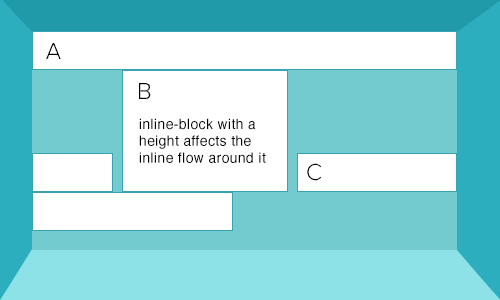 A
B
inline-block with a
height affects the
inline flow around it
C